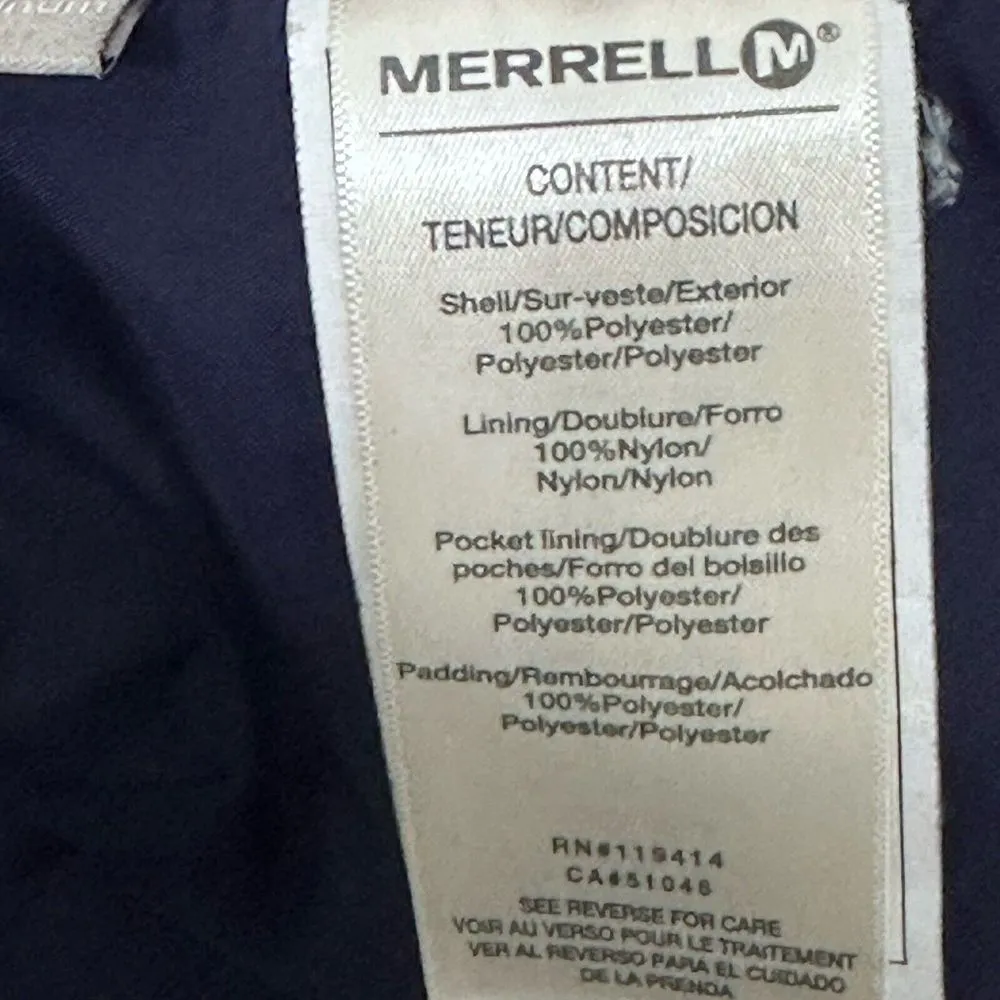 MERRELL M®
CONTENT/
TENEUR/COMPOSICION
Shell/Sur-veste/Exterior
100%Polyester/
Polyester/Polyester
Lining/Doublure/Forro
100%Nylon/
Nylon/Nylon
Pocket lining/Doublure des
poches/Forro del bolsillo
100%Polyester/
Polyester/Polyester
Padding/Rembourrage/Acolchado
100%Polyester/
Polyester/Polyester
RN#119414
CA#51046
SEE REVERSE FOR CARE
VOIR AU VERSO POUR LE TRAITEMENT
VER AL REVERSO PARA EL CUIDADO
DE LA PRENDA